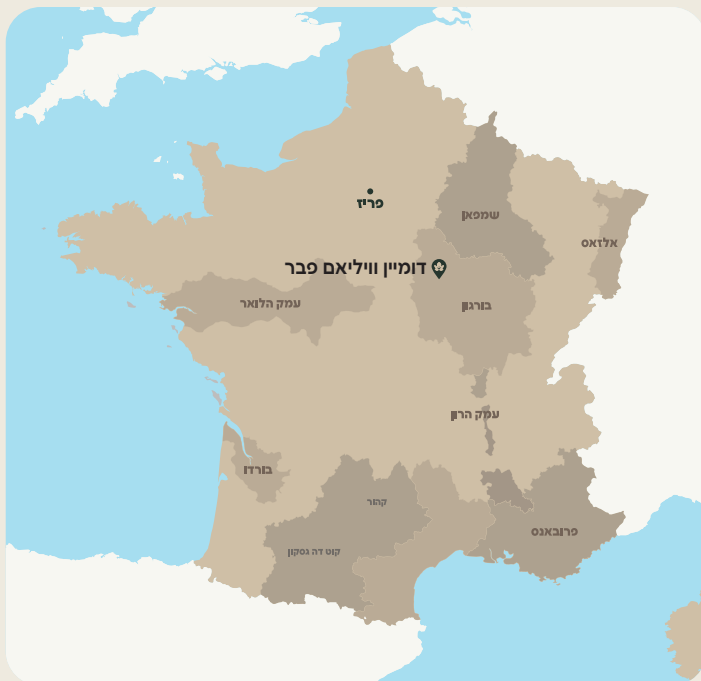 פריז
שמפאן
אלזאס
דומיין וויליאם פבר
עמק הלואר
בורגון
עמק הרון
בורדו
קהור
פרובאנס
קוט דה גסקון